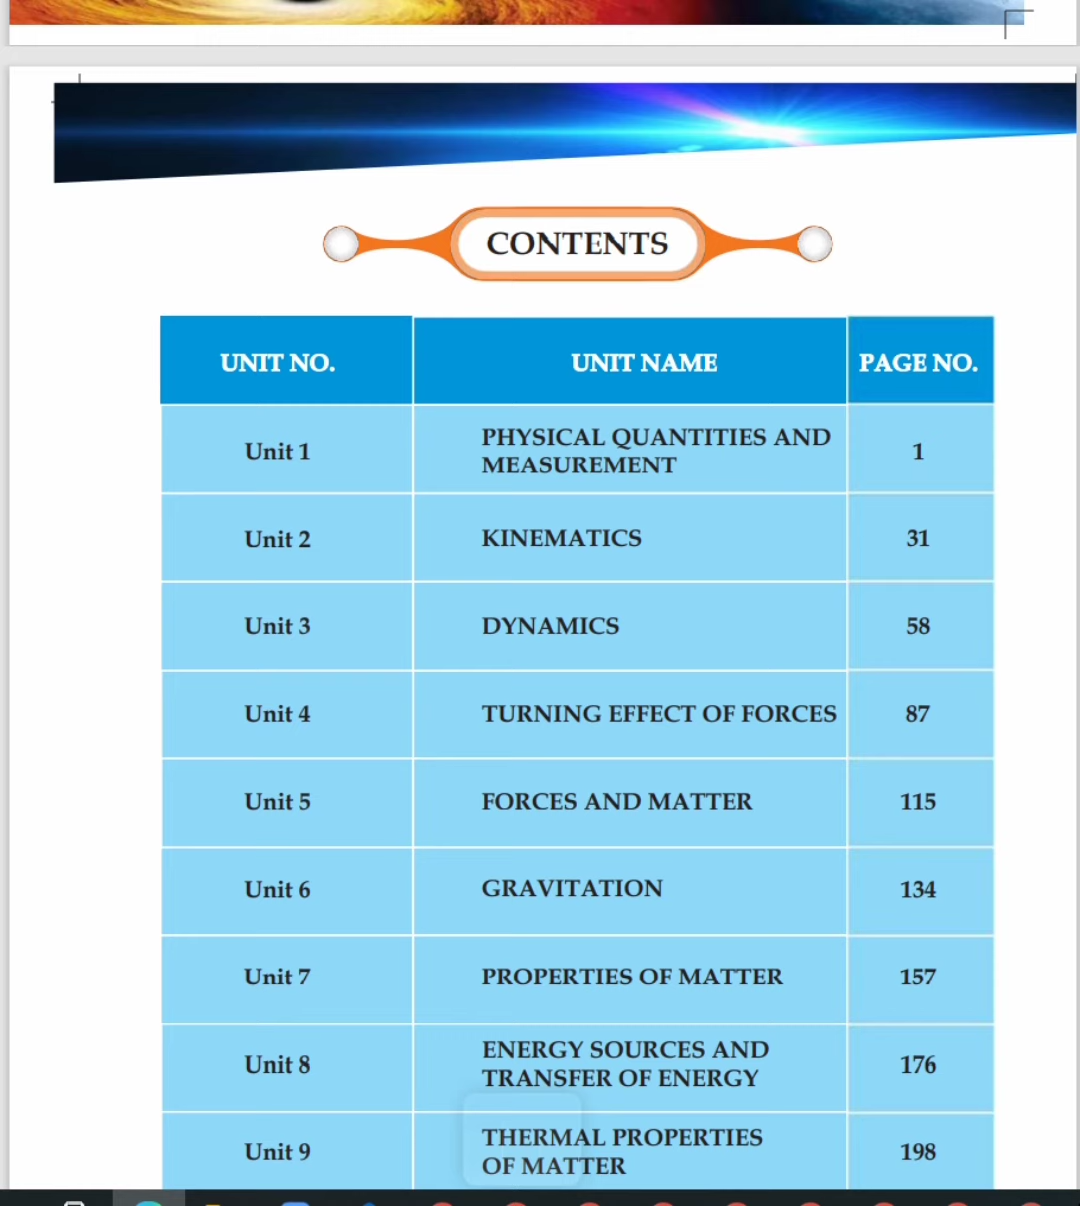 CONTENTS
UNIT NO. UNIT NAME PAGE NO.
Unit 1 PHYSICAL QUANTITIES AND MEASUREMENT 1
Unit 2 KINEMATICS 31
Unit 3 DYNAMICS 58
Unit 4 TURNING EFFECT OF FORCES 87
Unit 5 FORCES AND MATTER 115
Unit 6 GRAVITATION 134
Unit 7 PROPERTIES OF MATTER 157
Unit 8 ENERGY SOURCES AND TRANSFER OF ENERGY 176
Unit 9 THERMAL PROPERTIES OF MATTER 198